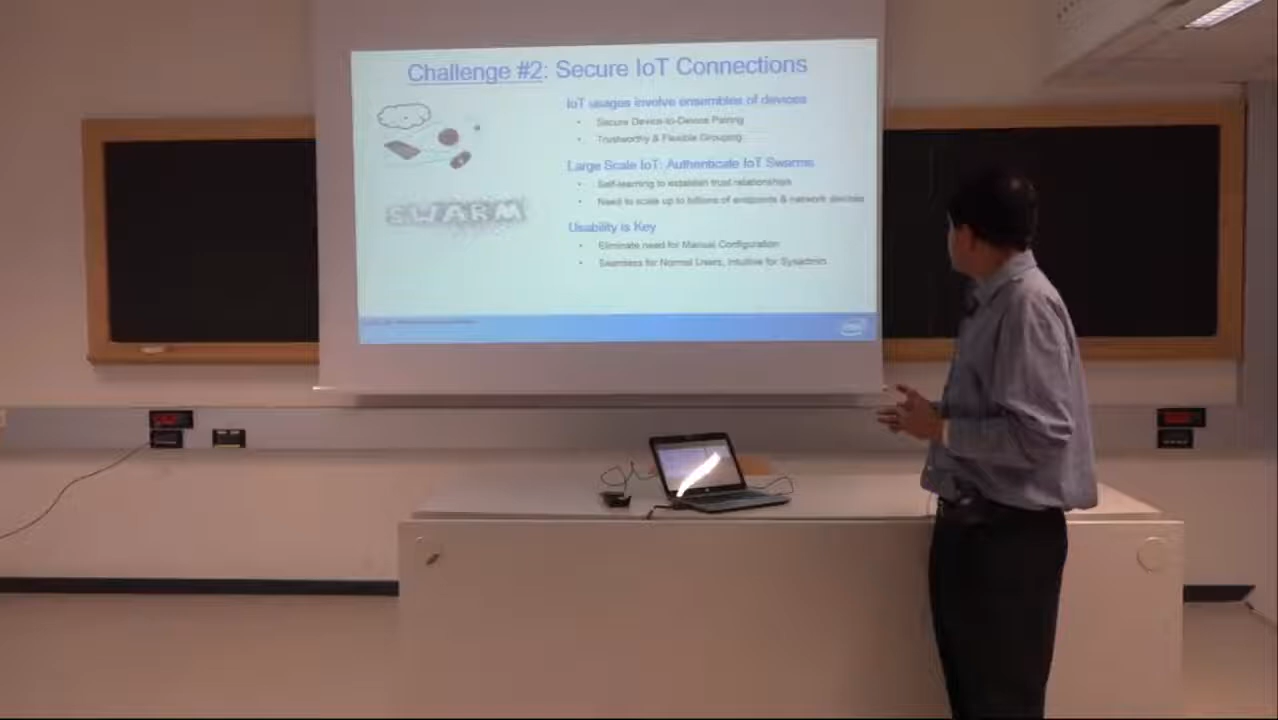 Challenge #2: Secure IoT Connections
IoT usages involve ensembles of devices
• Secure Device-to-Device Pairing
• Trustworthy & Flexible Grouping
Large Scale IoT: Authenticate IoT Swarms
• Self-learning to establish trust relationships
• Need to scale up to billions of endpoints & network devices
SWARM
Usability is Key
• Eliminate need for Manual Configuration
• Seamless for Normal Users, Intuitive for Sysadmin
intel